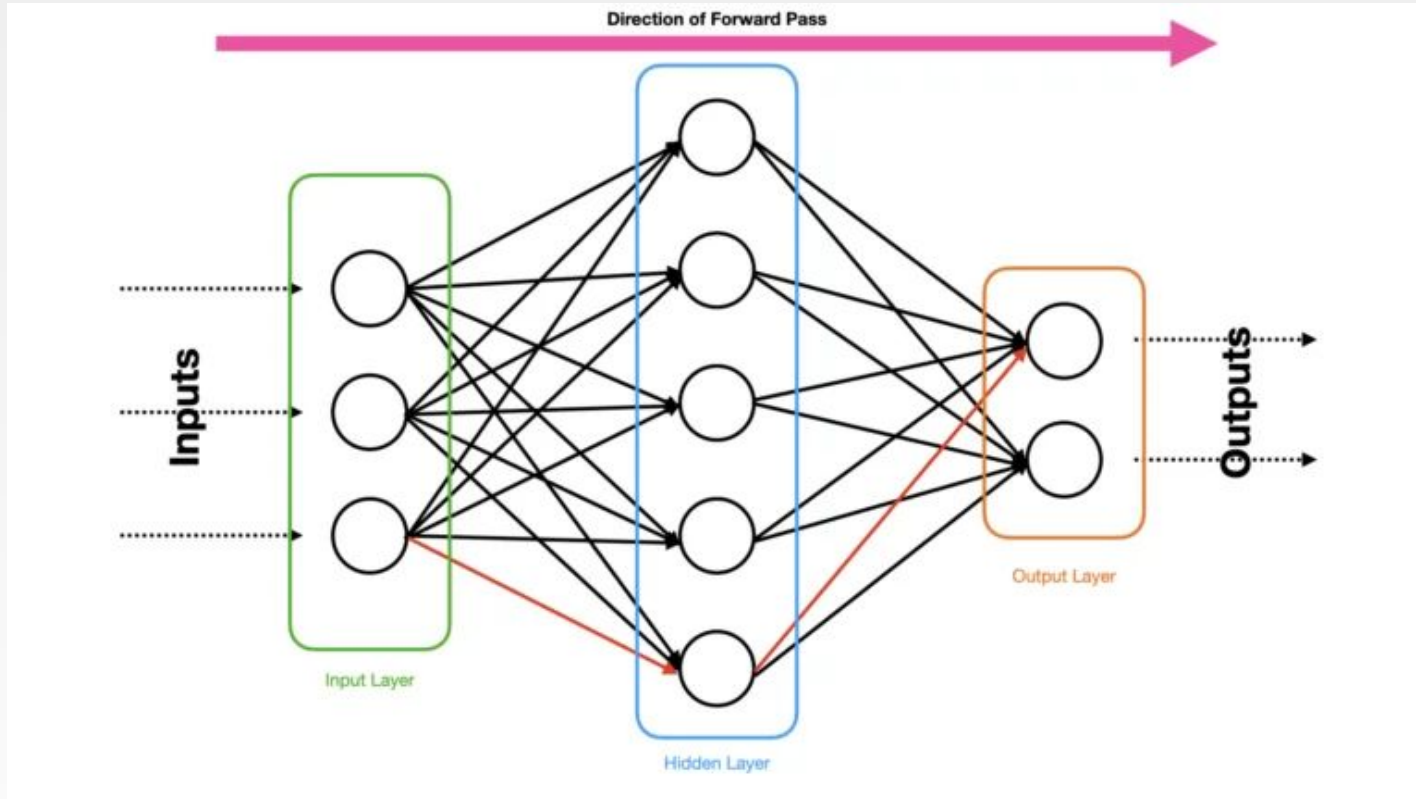 Direction of Forward Pass
Inputs
Outputs
Output Layer
Input Layer
Hidden Layer